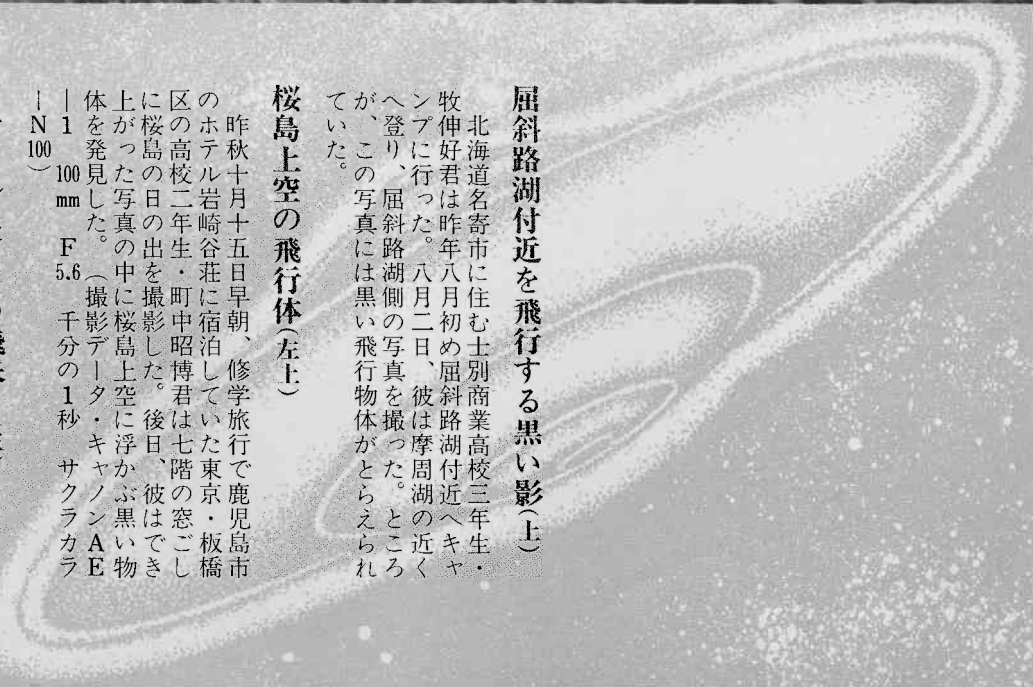 屈斜路湖付近を飛行する黒い影(上)
北海道名寄市に住む士別商業高校三年生・
牧伸好君は昨年八月初め屈斜路湖付近へキャ
ンプに行った。八月二日、彼は摩周湖の近く
へ登り、屈斜路湖側の写真を撮った。ところ
が、この写真には黒い飛行物体がとらえられ
ていた。
桜島上空の飛行体(左上)
昨秋十月十五日早朝、修学旅行で鹿児島市
のホテル岩崎谷荘に宿泊していた東京・板橋
区の高校二年生・町中昭博君は七階の窓ごし
に桜島の日の出を撮影した。後日、彼はでき
上がった写真の中に桜島上空に浮かぶ黒い物
体を発見した。(撮影データ・キャノンAE
―1 100mm F5.6 千分の1秒 サクラカラ
―N100)